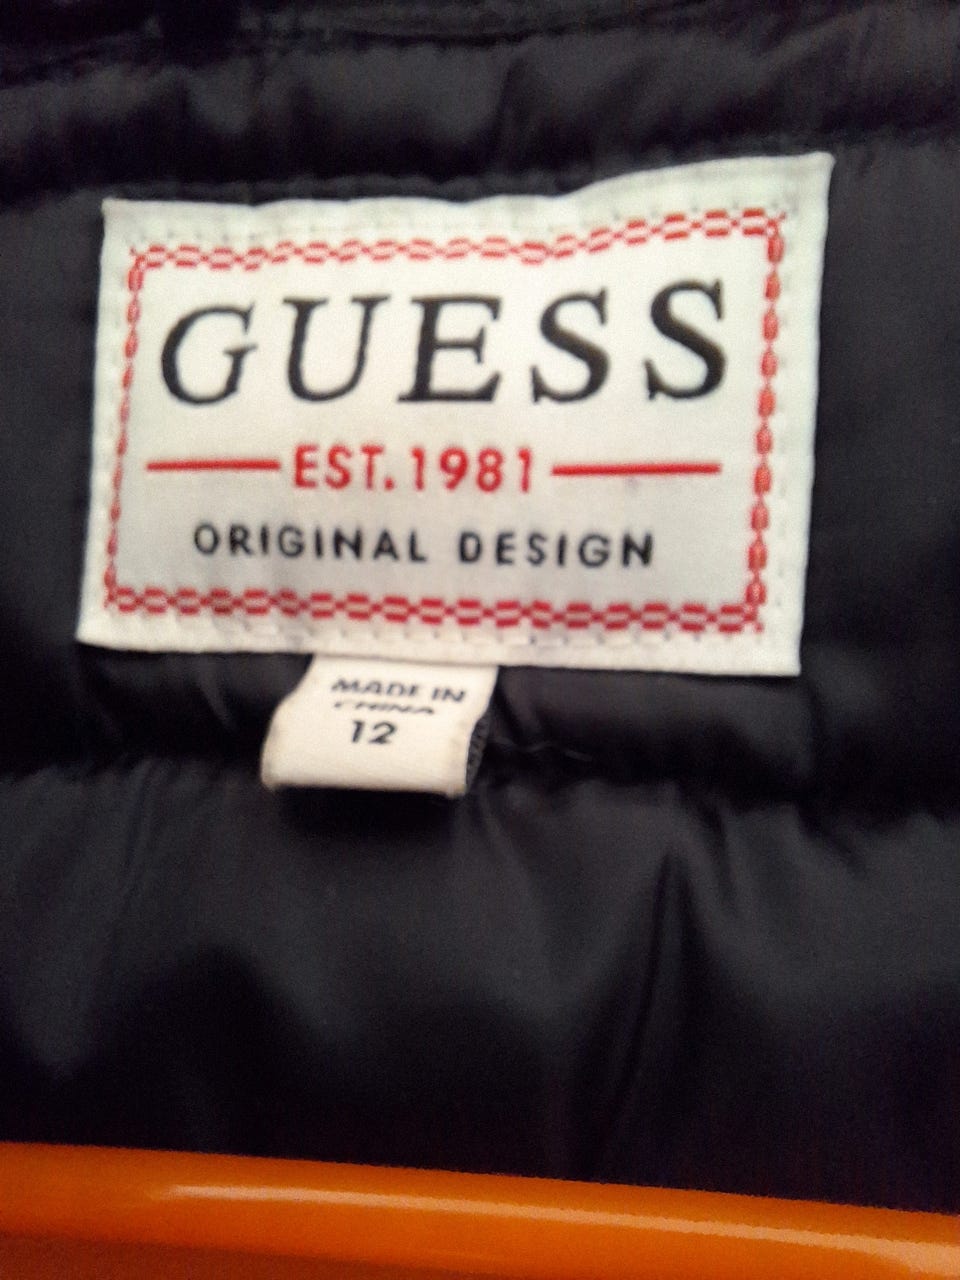 GUESS
EST. 1981
ORIGINAL DESIGN
MADE IN
CHINA
12